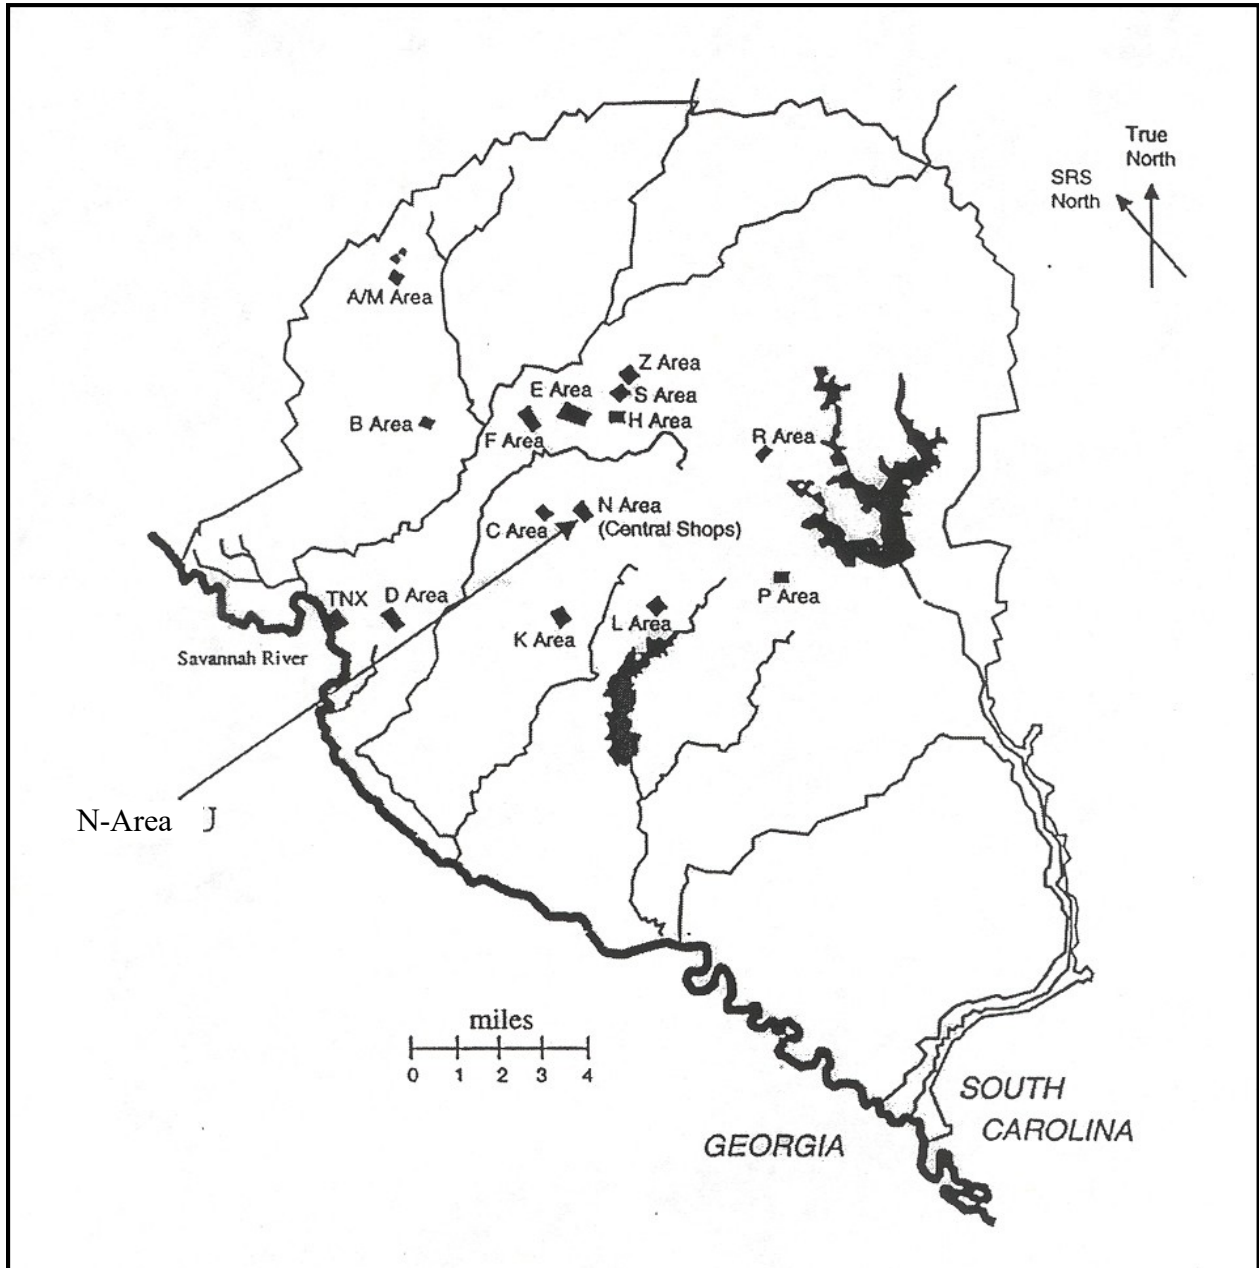 True
North
SRS
North
A/M Area
Z Area
E Area
S Area
B Area
F Area
H Area
R Area
N Area
(Central Shops)
C Area
P Area
TNX
D Area
K Area
L Area
Savannah River
N-Area J
miles
0 1 2 3 4
SOUTH
CAROLINA
GEORGIA